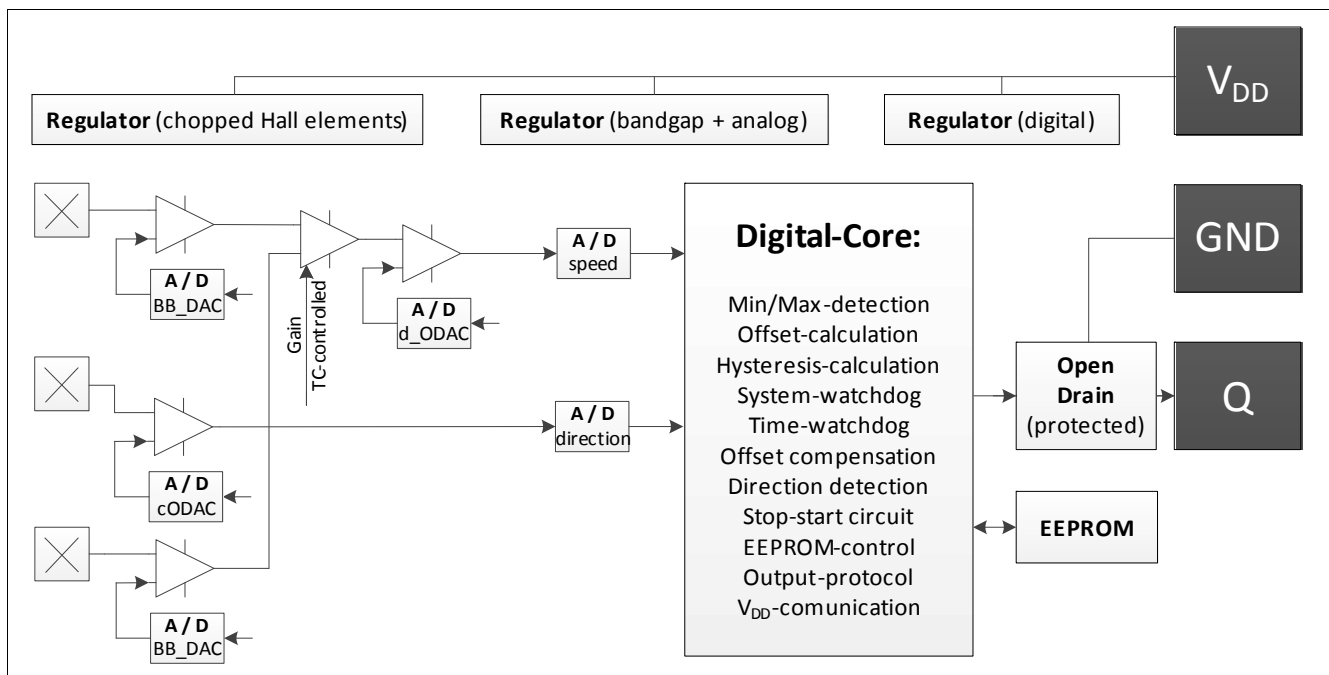 V_DD
Regulator (chopped Hall elements)
Regulator (bandgap + analog)
Regulator (digital)
GND
A / D
BB_DAC
Gain
TC-controlled
A / D
d_ODAC
A / D
speed
A / D
direction
A / D
cODAC
A / D
BB_DAC
Digital-Core:
Min/Max-detection
Offset-calculation
Hysteresis-calculation
System-watchdog
Time-watchdog
Offset compensation
Direction detection
Stop-start circuit
EEPROM-control
Output-protocol
V_DD-comunication
Open
Drain
(protected)
Q
EEPROM